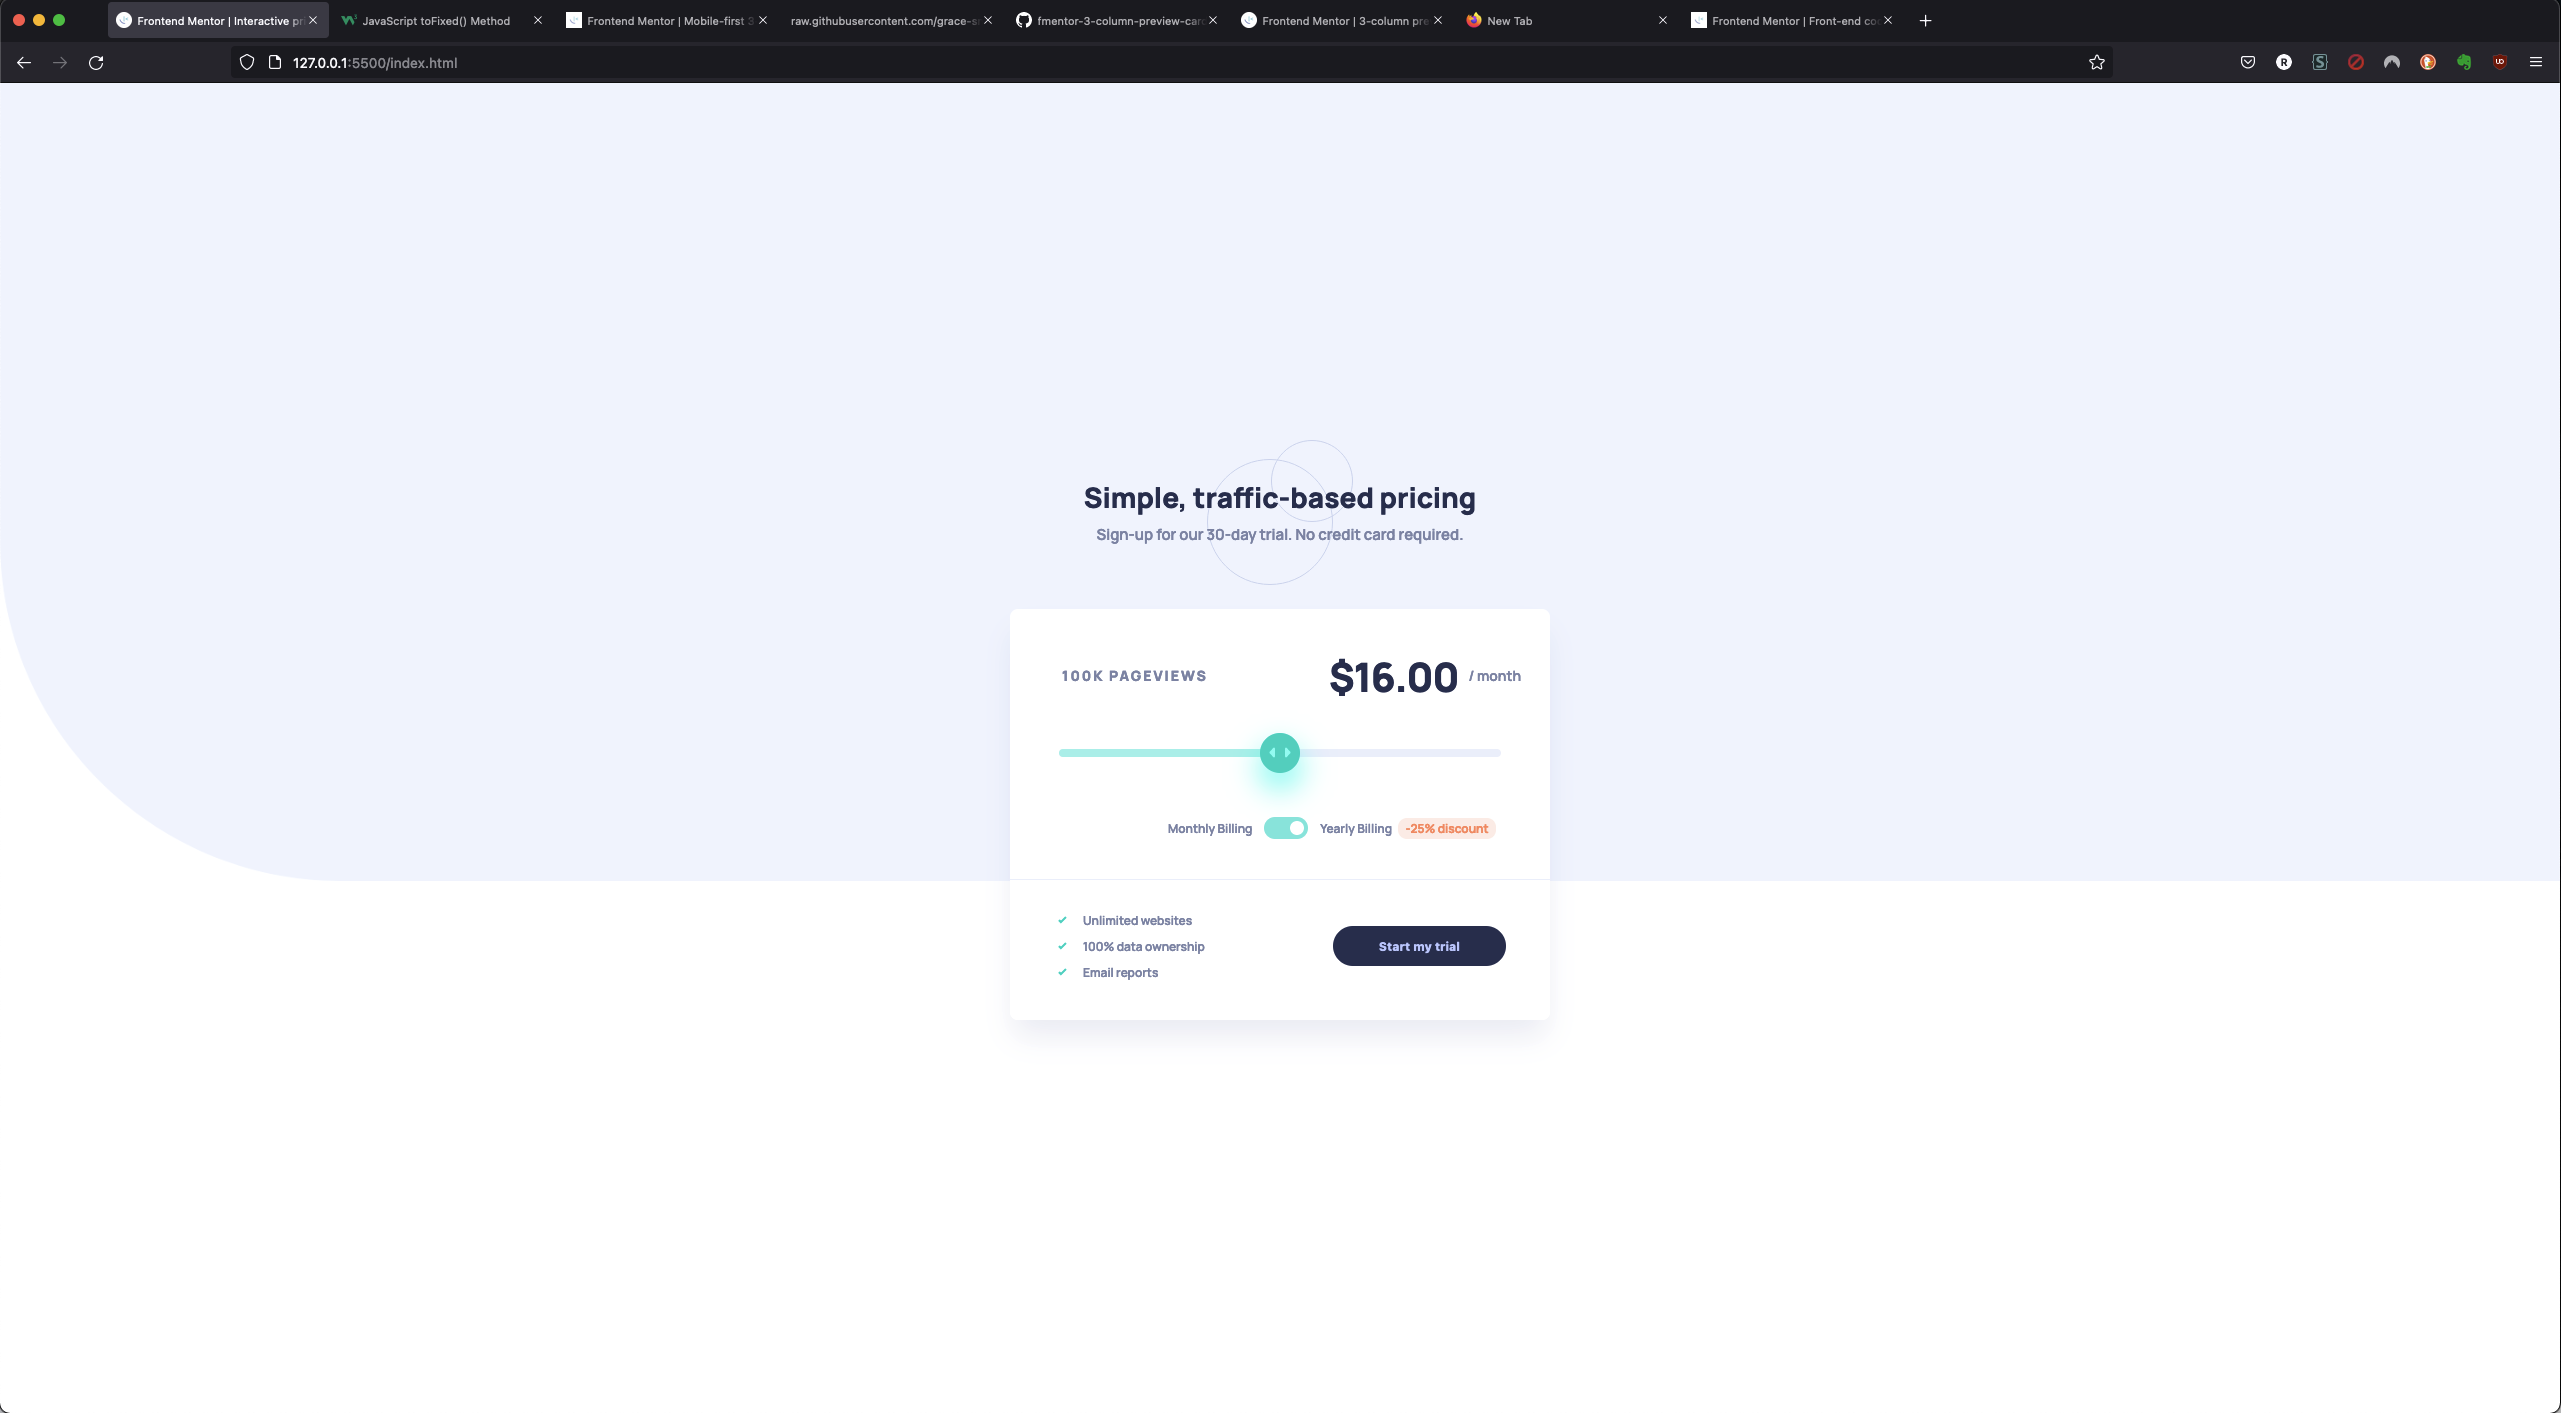 Frontend Mentor | Interactive pri
JavaScript toFixed() Method
Frontend Mentor | Mobile-first 3
raw.githubusercontent.com/grace-s
fmentor-3-column-preview-car
Frontend Mentor | 3-column pre
New Tab
Frontend Mentor | Front-end co
127.0.0.1:5500/index.html
Simple, traffic-based pricing
Sign-up for our 30-day trial. No credit card required.
100K PAGEVIEWS
$16.00 / month
Monthly Billing
Yearly Billing -25% discount
Unlimited websites
100% data ownership
Email reports
Start my trial